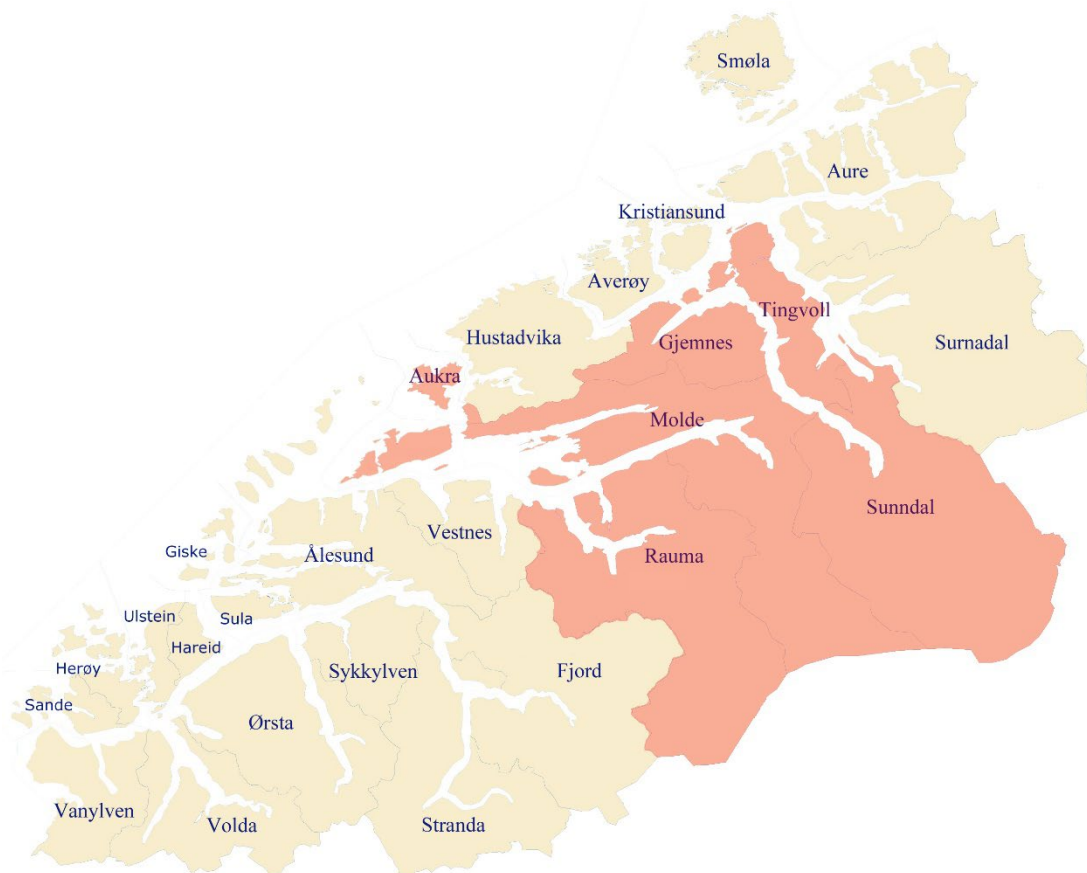 Smøla
Aure
Kristiansund
Averøy
Tingvoll
Hustadvika
Gjemnes
Surnadal
Aukra
Molde
Sunndal
Vestnes
Giske
Ålesund
Rauma
Ulstein
Sula
Hareid
Herøy
Sykkylven
Fjord
Sande
Ørsta
Vanylven
Volda
Stranda